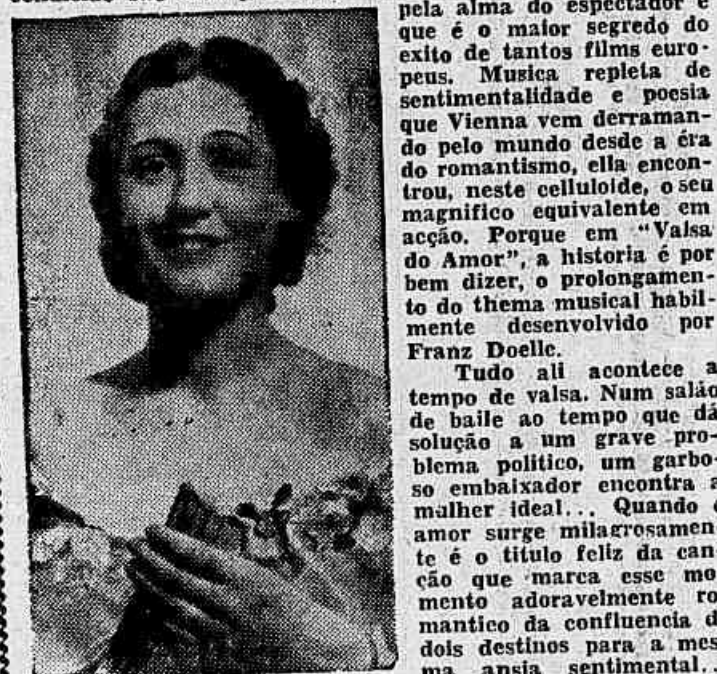 pela alma do espectador e
que é o maior segredo do
exito de tantos films euro-
peus. Musica repleta de
sentimentalidade e poesia
que Vienna vem derraman-
do pelo mundo desde a éra
do romantismo, ella encon-
trou, neste celluloide, o seu
magnifico equivalente em
acção. Porque em "Valsa
do Amor", a historia é por
bem dizer, o prolongamen-
to do thema musical habil-
mente desenvolvido por
Franz Doelle.
Tudo ali acontece a
tempo de valsa. Num salão
de baile ao tempo que dá
solução a um grave pro-
blema politico, um garbo-
so embaixador encontra a
mulher ideal... Quando o
amor surge milagrosamen
te é o titulo feliz da can
ção que marca esse mo
mento adoravelmente ro
mantico da confluencia d
dois destinos para a mes
ma ansia sentimental..